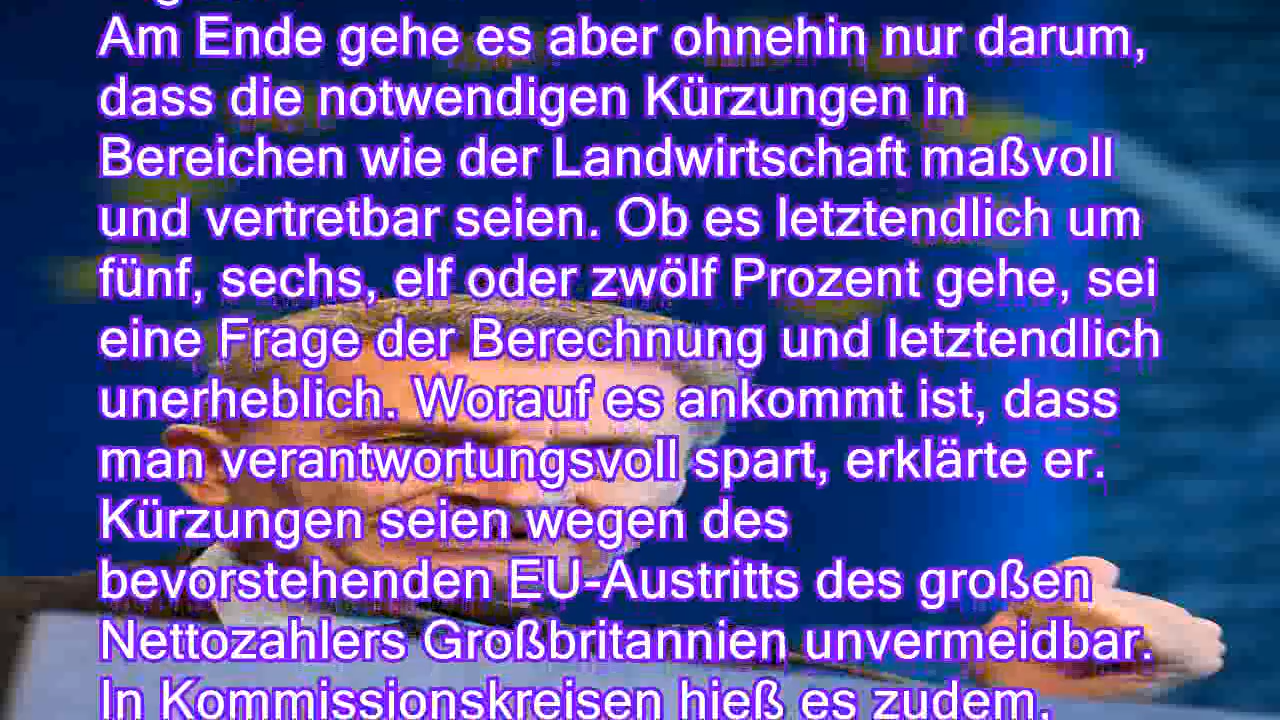 Am Ende gehe es aber ohnehin nur darum,
dass die notwendigen Kürzungen in
Bereichen wie der Landwirtschaft maßvoll
und vertretbar seien. Ob es letztendlich um
fünf, sechs, elf oder zwölf Prozent gehe, sei
eine Frage der Berechnung und letztendlich
unerheblich. Worauf es ankommt ist, dass
man verantwortungsvoll spart, erklärte er.
Kürzungen seien wegen des
bevorstehenden EU-Austritts des großen
Nettozahlers Großbritannien unvermeidbar.
In Kommissionskreisen hieß es zudem,